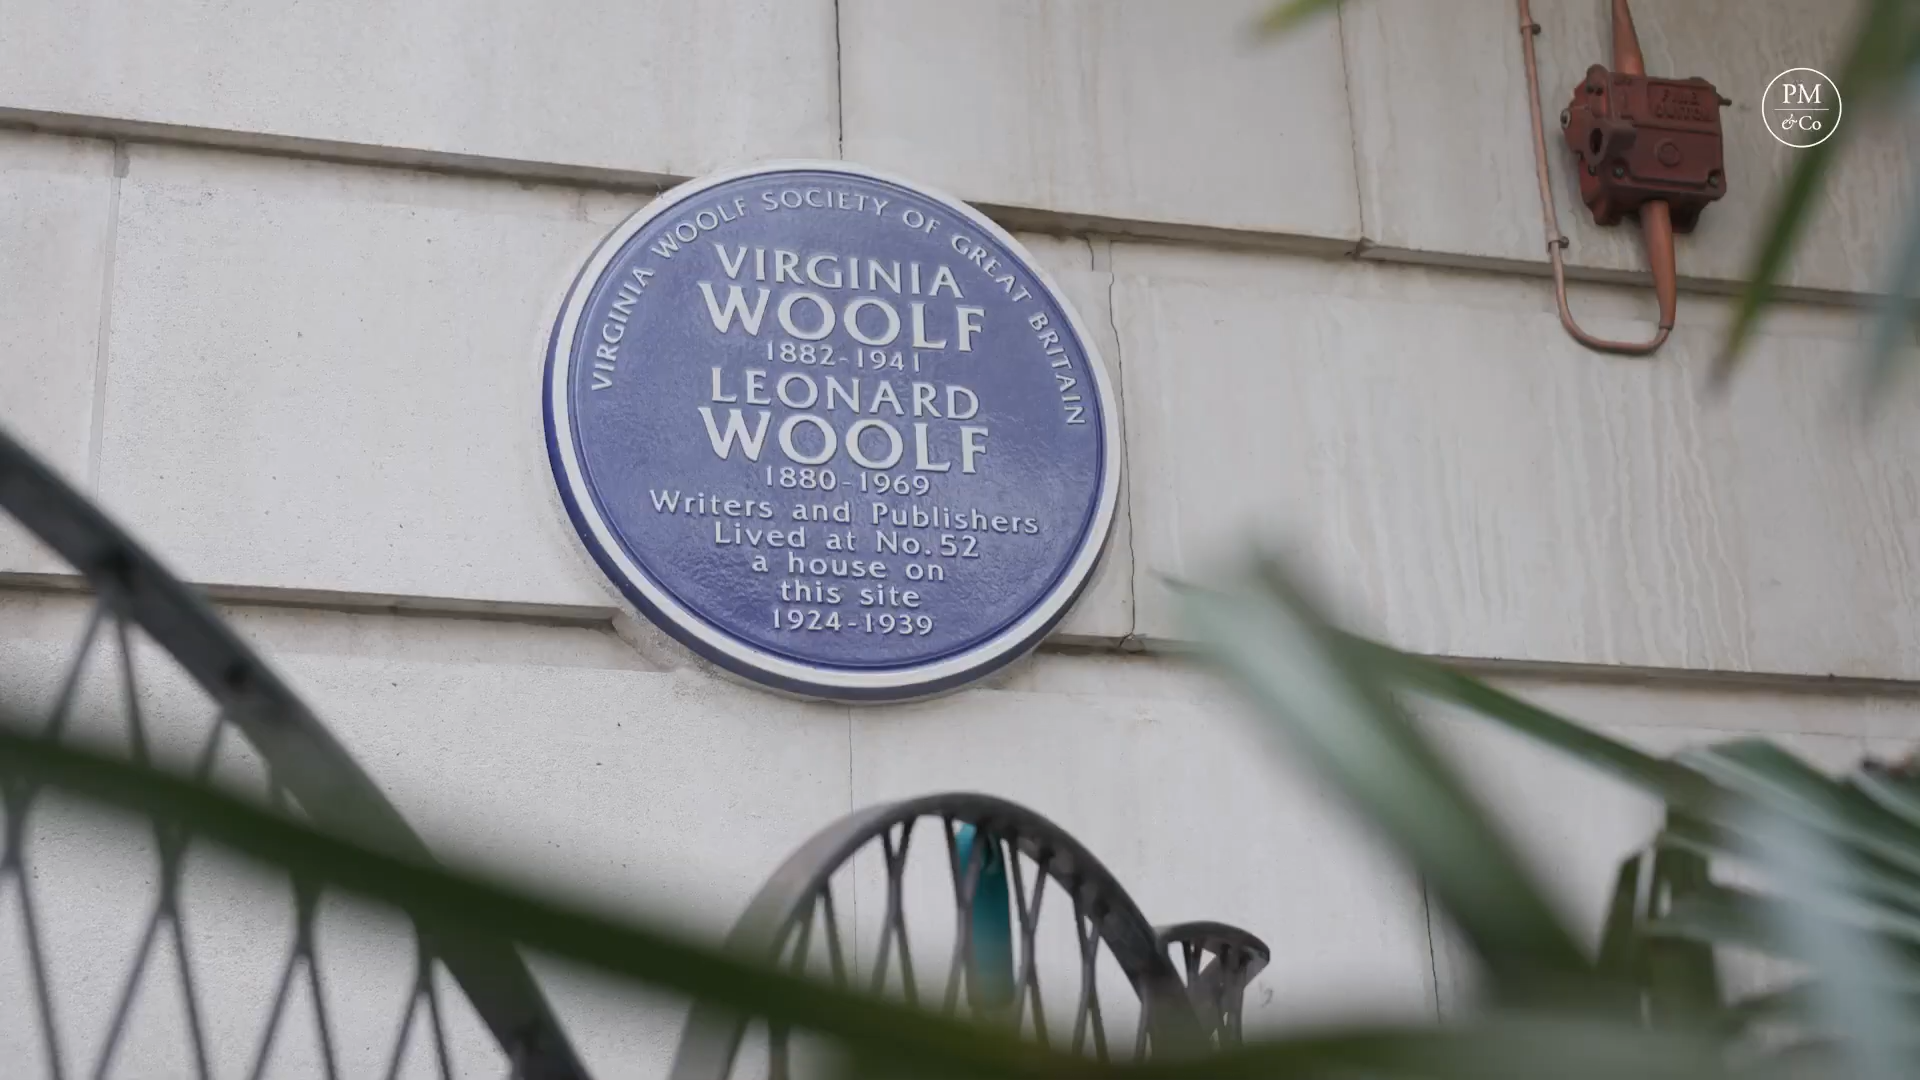 VIRGINIA WOOLF SOCIETY OF GREAT BRITAIN
VIRGINIA
WOOLF
1882-1941
LEONARD
WOOLF
1880-1969
Writers and Publishers
Lived at No. 52
a house on
this site
1924-1939
PM
& Co